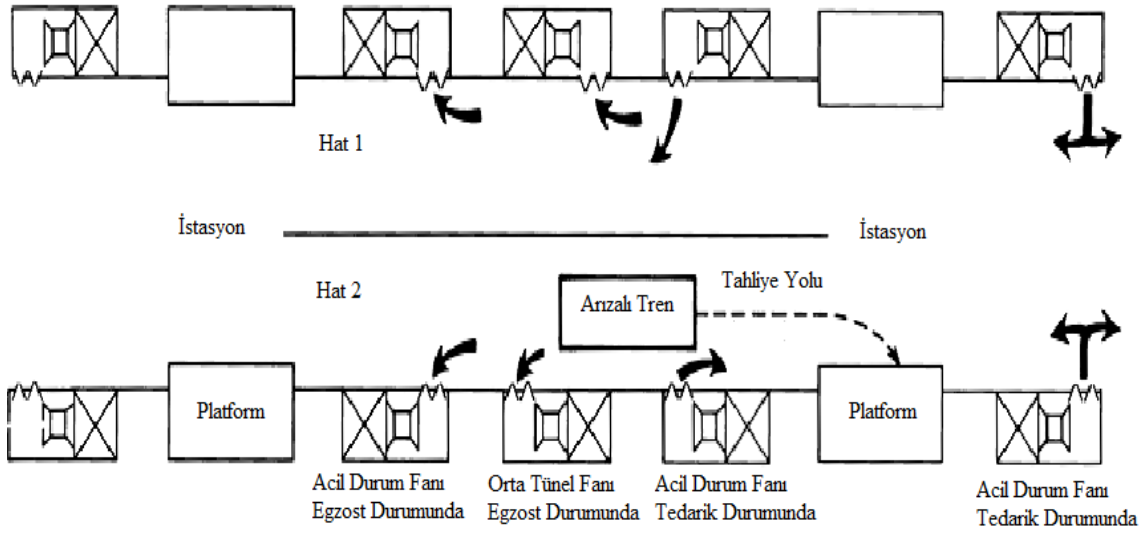 Hat 1
İstasyon
İstasyon
Hat 2
Tahliye Yolu
Arızalı Tren
Platform
Platform
Acil Durum Fanı
Egzost Durumunda
Orta Tünel Fanı
Egzost Durumunda
Acil Durum Fanı
Tedarik Durumunda
Acil Durum Fanı
Tedarik Durumunda